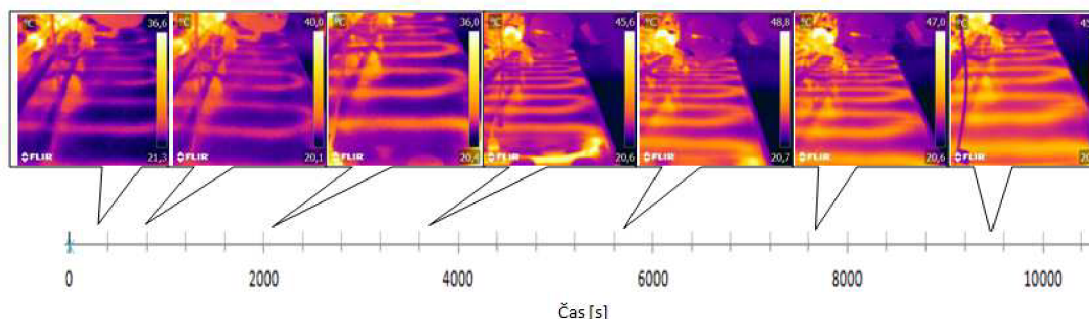 °C 36,6 °C 40,0 °C 36,0 °C 45,6 °C 48,8 °C 47,0 °C
FLIR 21,3 FLIR 20,1 FLIR 20,4 FLIR 20,6 FLIR 20,7 FLIR 20,6 FLIR
0 2000 4000 6000 8000 10000
Čas [s]